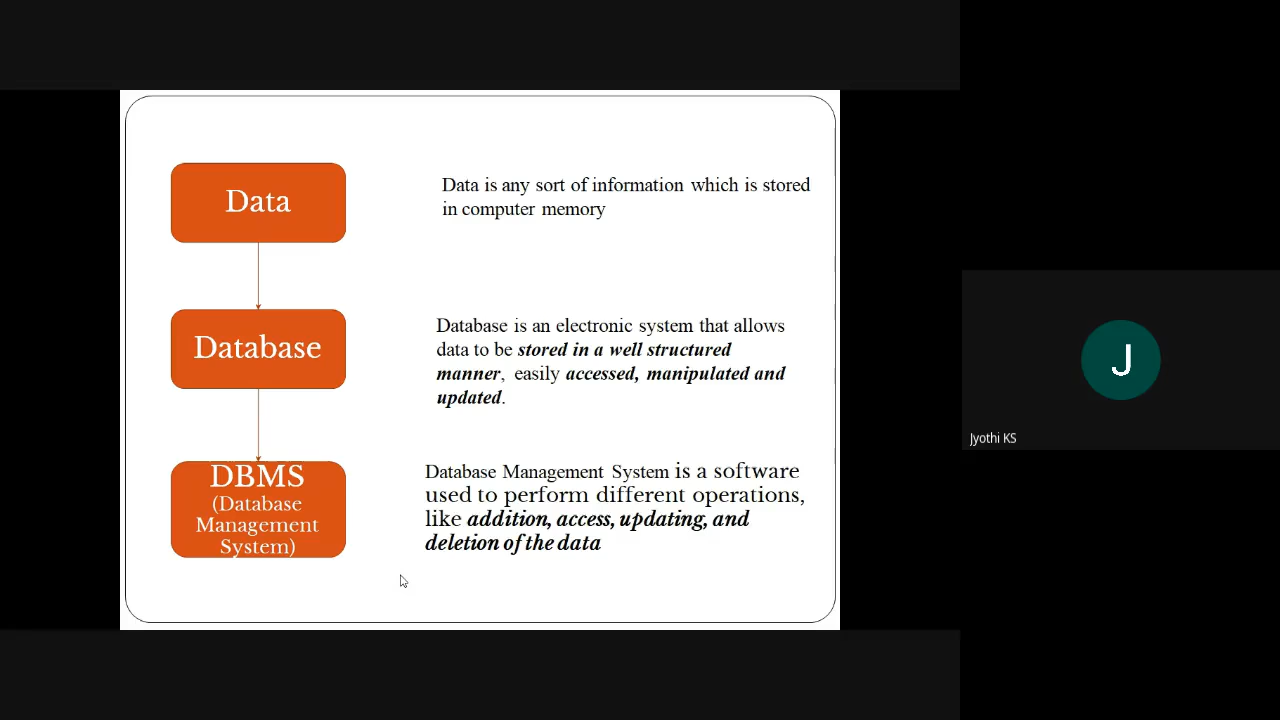 Data
Data is any sort of information which is stored
in computer memory
Database
Database is an electronic system that allows
data to be stored in a well structured
manner, easily accessed, manipulated and
updated.
DBMS
(Database
Management
System)
Database Management System is a software
used to perform different operations,
like addition, access, updating, and
deletion of the data
J
Jyothi KS